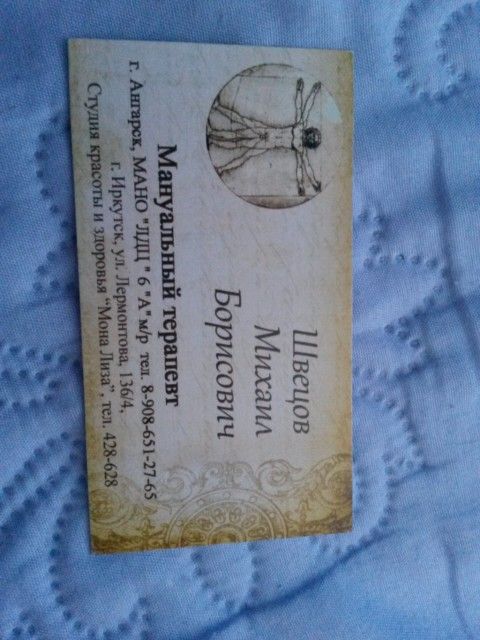 Швецов
Михаил
Борисович
Мануальный терапевт
г. Ангарск, МАНО "ЛДЦ" 6 "А" м/р тел. 8-908-651-27-65
г. Иркутск, ул. Лермонтова, 136/4,
Студия красоты и здоровья "Мона Лиза", тел. 428-628